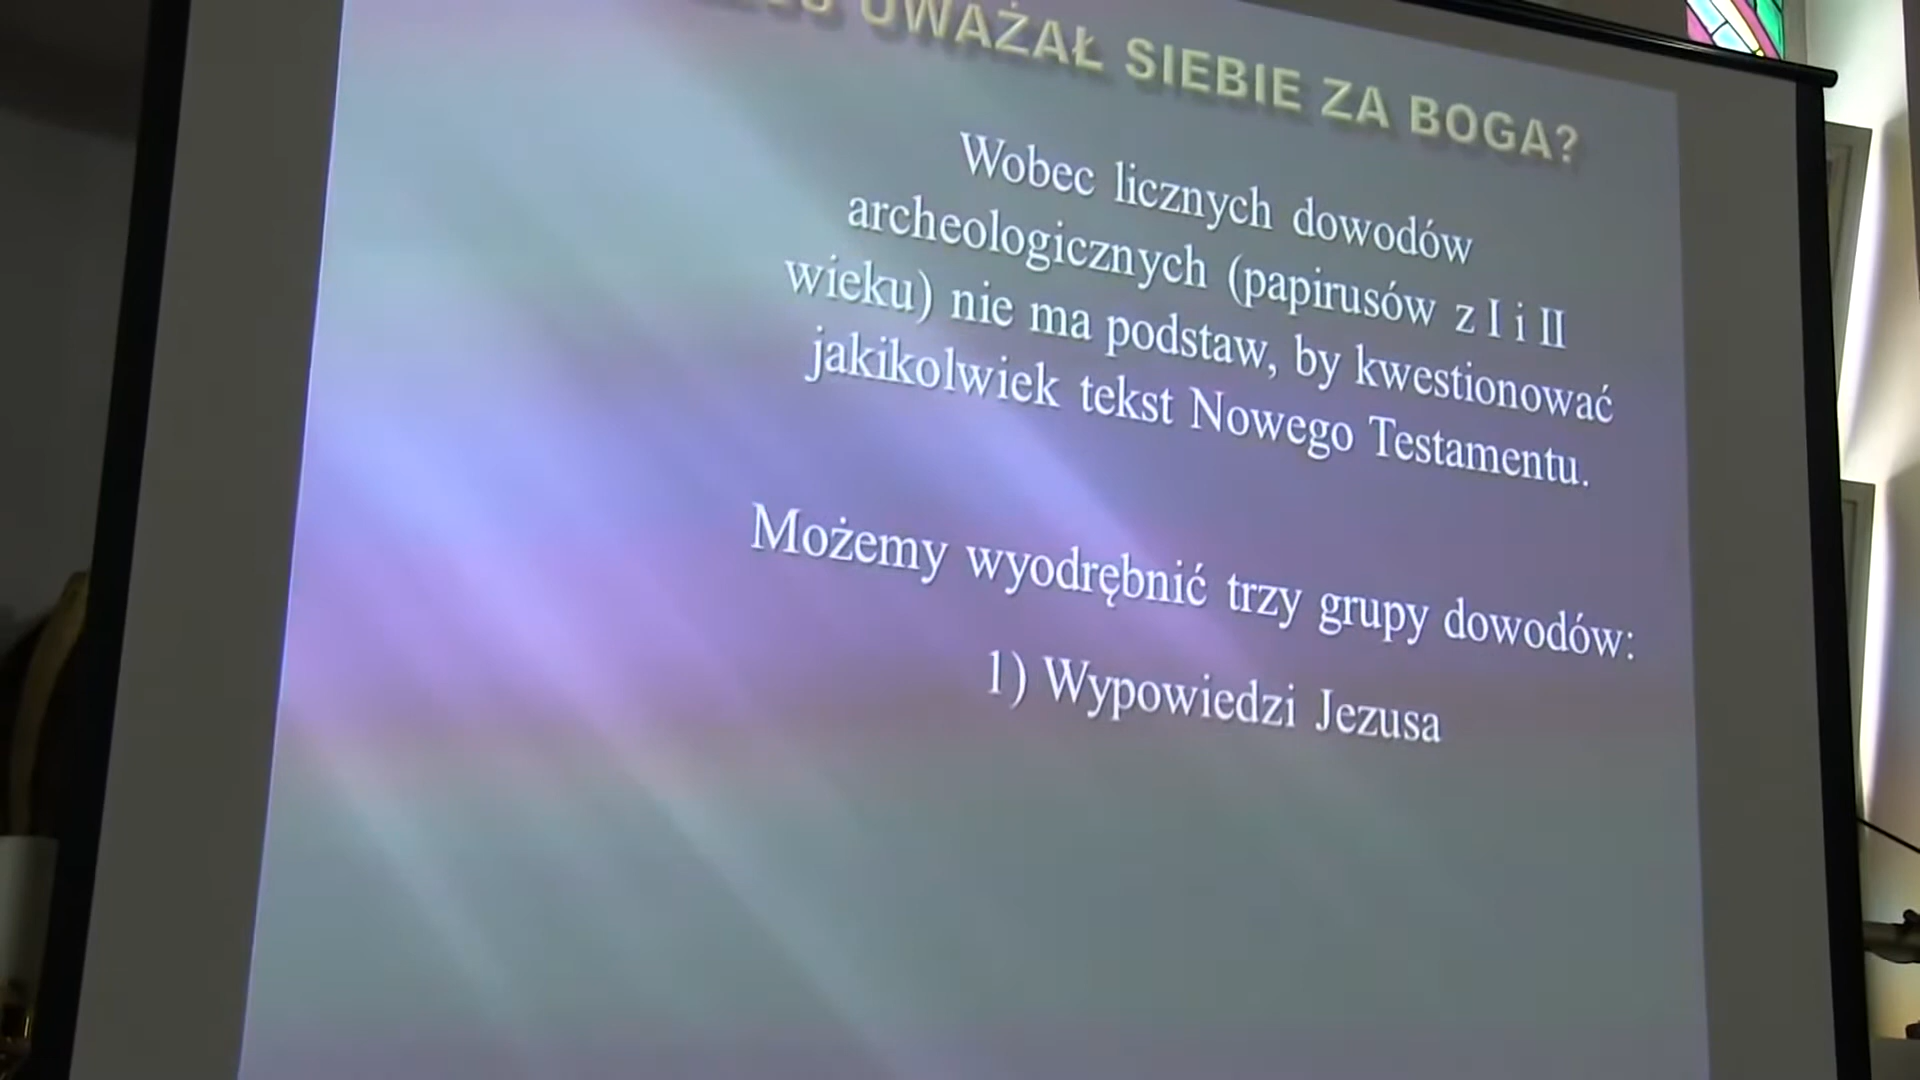 UWAŻAŁ SIEBIE ZA BOGA?
Wobec licznych dowodów
archeologicznych (papirusów z I i II
wieku) nie ma podstaw, by kwestionować
jakikolwiek tekst Nowego Testamentu.
Możemy wyodrębnić trzy grupy dowodów:
1) Wypowiedzi Jezusa